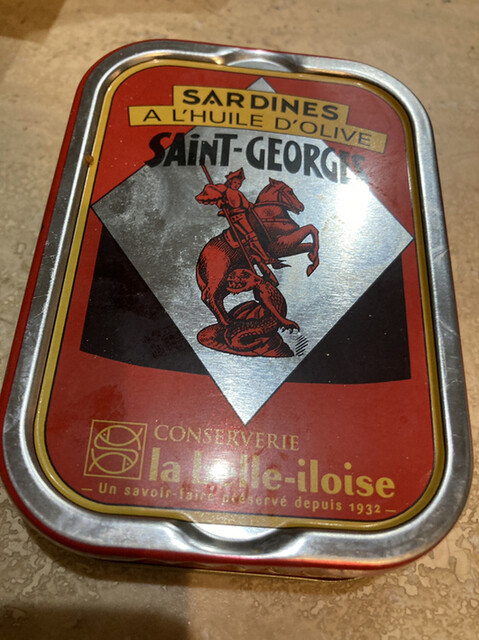 SARDINES
A L'HUILE D'OLIVE
SAiNT-GEORGES
CONSERVERIE
la belle-iloise
Un savoir-faire préservé depuis 1932